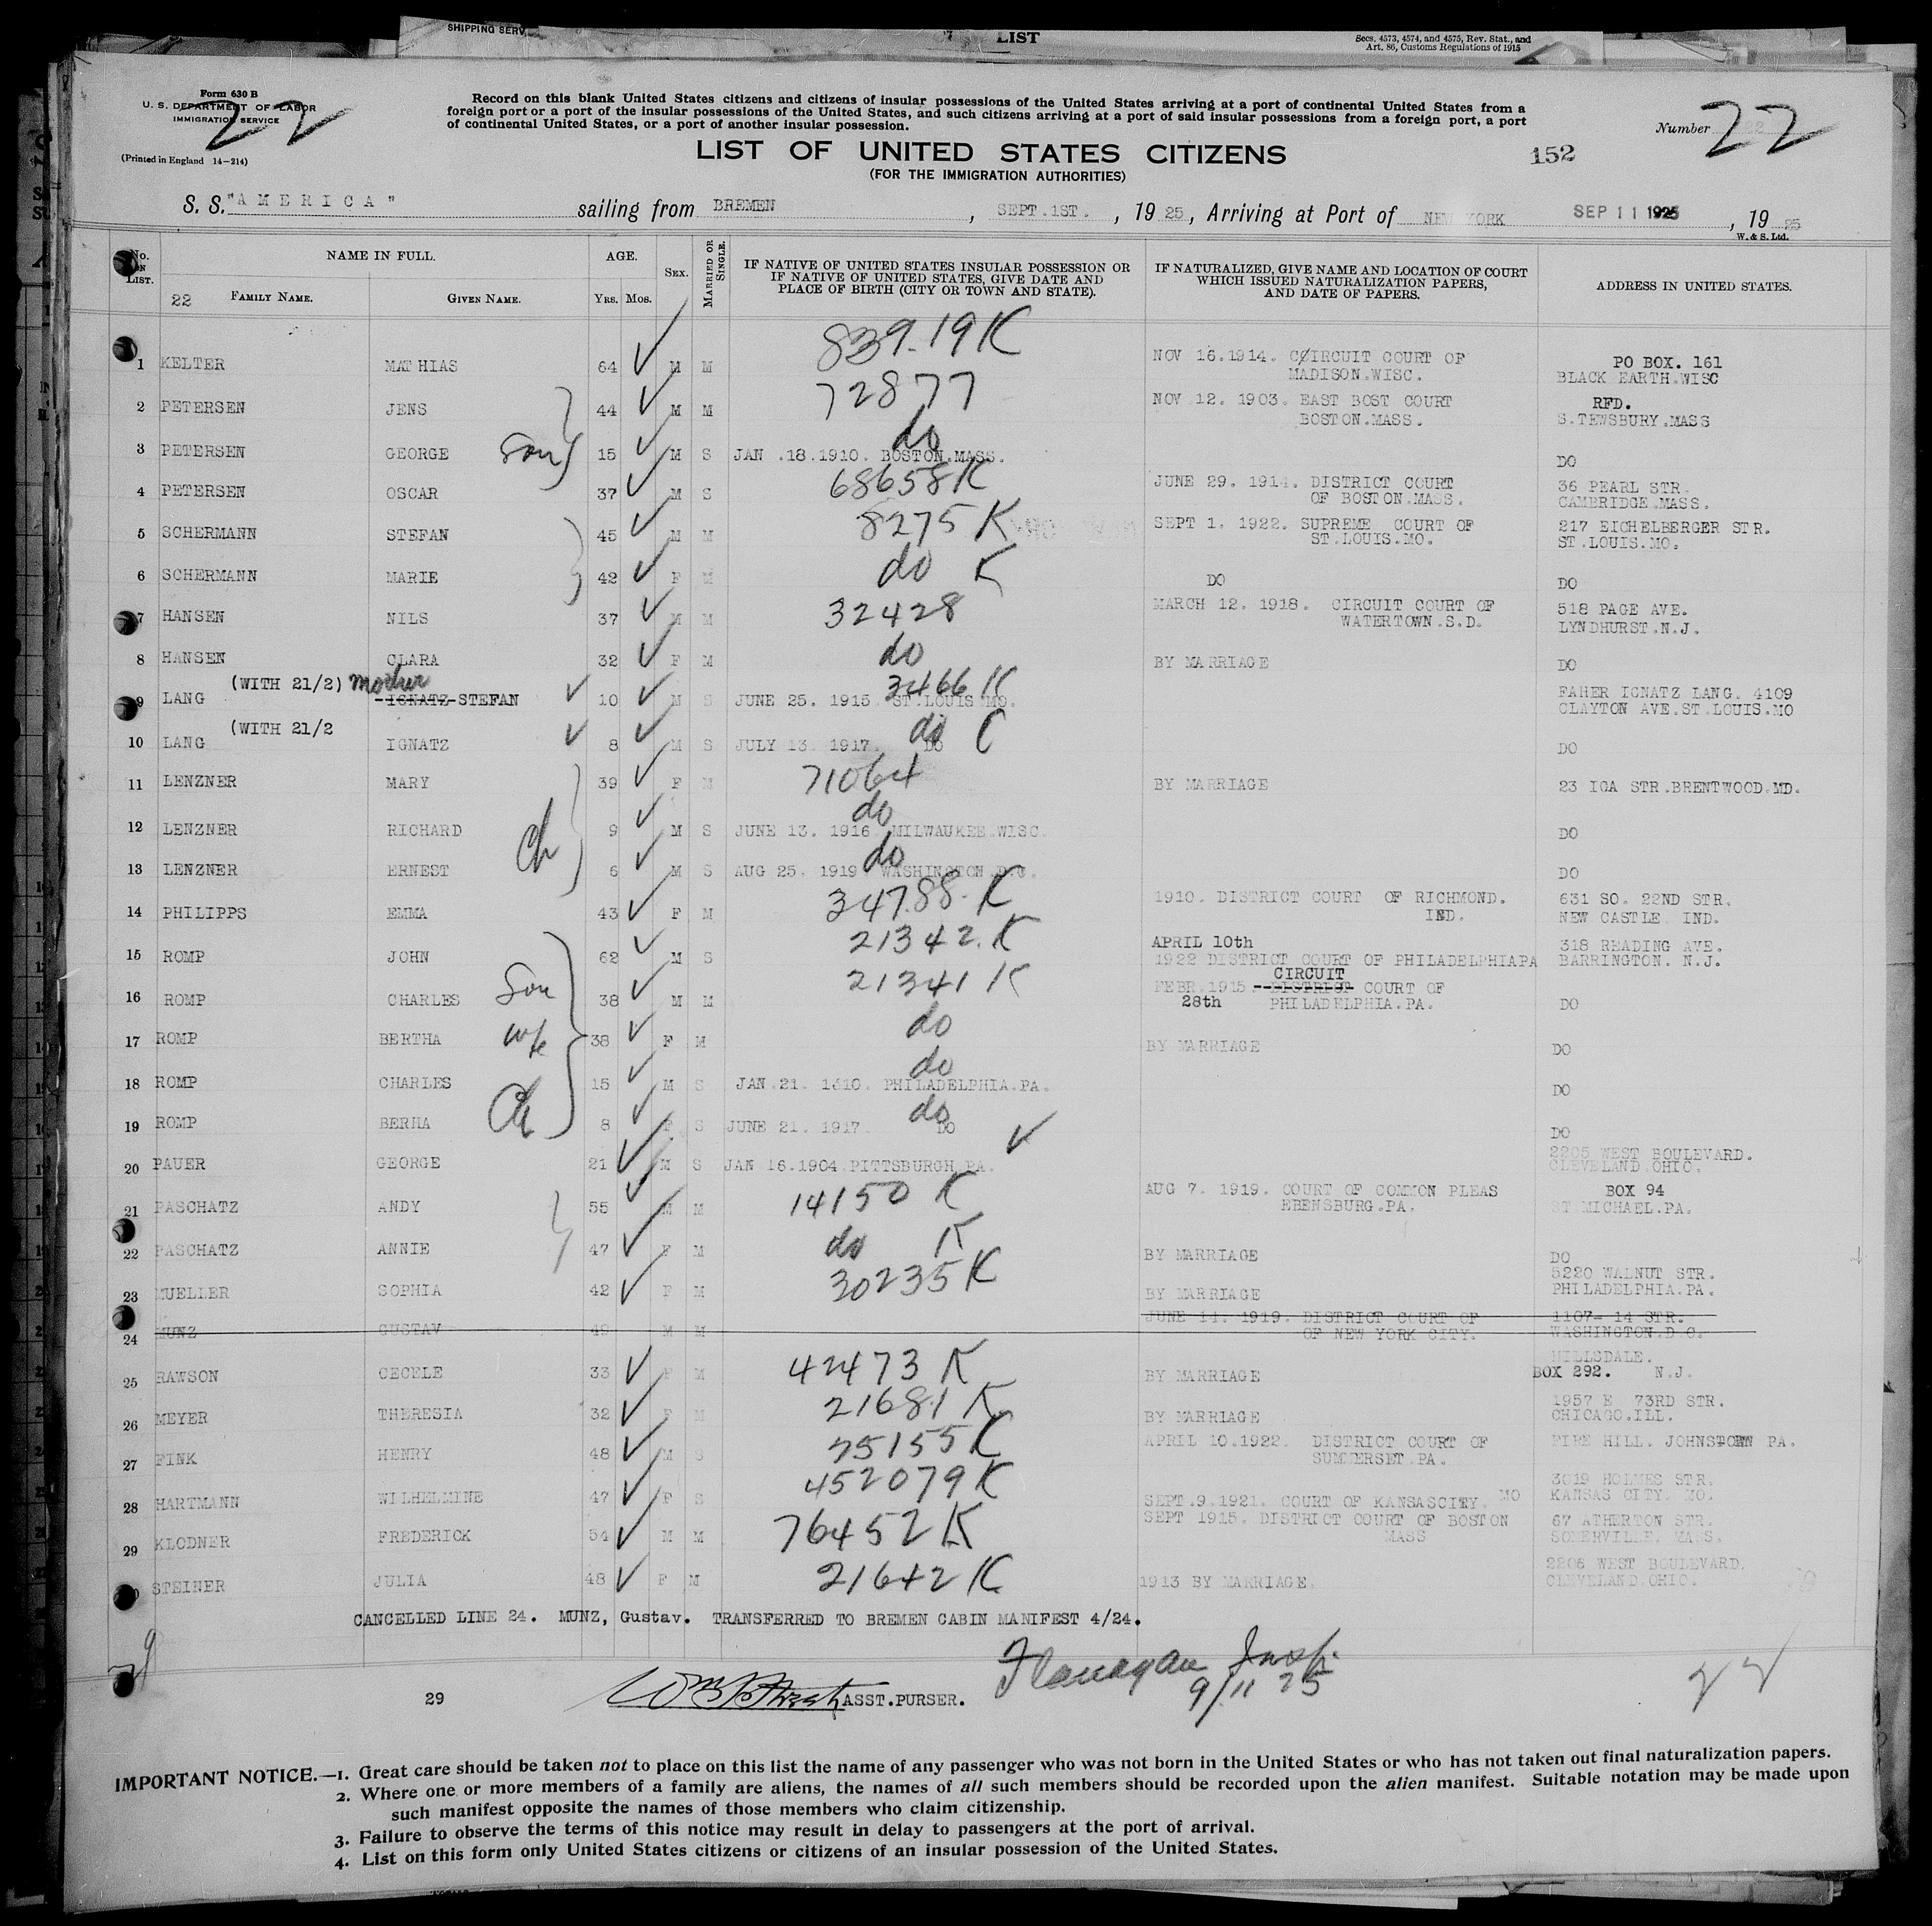 SHIPPING SERV.
LIST
Secs. 4573, 4574, and 4575, Rev. Stat., and
Art. 86, Customs Regulations of 1915
Form 630 B
U. S. DEPARTMENT OF LABOR
IMMIGRATION SERVICE
22
(Printed in England 14—214)
Record on this blank United States citizens and citizens of insular possessions of the United States arriving at a port of continental United States from a
foreign port or a port of the insular possessions of the United States, and such citizens arriving at a port of said insular possessions from a foreign port, a port
of continental United States, or a port of another insular possession.
Number 22
22
LIST OF UNITED STATES CITIZENS
152
(FOR THE IMMIGRATION AUTHORITIES)
S. S. "AMERICA" sailing from BREMEN, SEPT.1ST., 1925, Arriving at Port of NEW YORK SEP 11 1925, 1925
W. & S. Ltd.
No. ON LIST. NAME IN FULL. AGE. SEX. MARRIED OR SINGLE. IF NATIVE OF UNITED STATES INSULAR POSSESSION OR
IF NATIVE OF UNITED STATES, GIVE DATE AND
PLACE OF BIRTH (CITY OR TOWN AND STATE). IF NATURALIZED, GIVE NAME AND LOCATION OF COURT
WHICH ISSUED NATURALIZATION PAPERS,
AND DATE OF PAPERS. ADDRESS IN UNITED STATES.
22 FAMILY NAME. GIVEN NAME. YRS. MOS.
1 KELTER MATHIAS 64 M M 839.19K NOV 16.1914. CØIRCUIT COURT OF PO BOX. 161
MADISON.WISC. BLACK EARTH.WISC
2 PETERSEN JENS 44 M M 72877 NOV 12. 1903. EAST BOST COURT RFD.
BOSTON.MASS. S.TEWSBURY.MASS
do
3 PETERSEN GEORGE Son 15 M S JAN .18.1910. BOSTON.MASS. DO
4 PETERSEN OSCAR 37 M S 68658K JUNE 29. 1914. DISTRICT COURT 36 PEARL STR.
OF BOSTON.MASS. CAMBRIDGE.MASS.
5 SCHERMANN STEFAN 45 M M 8275 K SEPT 1. 1922. SUPREME COURT OF 217 EICHELBERGER STR.
ST.LOUIS.MO. ST.LOUIS.MO.
6 SCHERMANN MARIE 42 F M do K DO DO
7 HANSEN NILS 37 M M 32428 MARCH 12. 1918. CIRCUIT COURT OF 518 PAGE AVE.
WATERTOWN.S.D. LYNDHURST.N.J.
8 HANSEN CLARA 32 F M do BY MARRIAGE DO
(WITH 21/2) mother 3466 K FAHER IGNATZ LANG. 4109
9 LANG -IGNATZ-STEFAN 10 M S JUNE 25. 1915. ST.LOUIS MO. CLAYTON AVE.ST.LOUIS.MO
(WITH 21/2 do
10 LANG IGNATZ 8 M S JULY 13. 1917. DO DO
11 LENZNER MARY 39 F M 71064 BY MARRIAGE 23 IGA STR.BRENTWOOD.MD.
do
12 LENZNER RICHARD Ch 9 M S JUNE 13. 1916. MILWAUKEE.WISC. DO
do
13 LENZNER ERNEST 6 M S AUG 25. 1919 WASHINGTON.D.C. DO
14 PHILIPPS EMMA 43 F M 34788.K 1910. DISTRICT COURT OF RICHMOND. 631 SO. 22ND STR.
IND. NEW CASTLE. IND.
21342.K APRIL 10th 318 READING AVE.
15 ROMP JOHN 62 M S 1922 DISTRICT COURT OF PHILADELPHIAPA BARRINGTON. N.J.
CIRCUIT
16 ROMP CHARLES Son 38 M M 21341 K FEBR.1915.--DISTRICT COURT OF DO
28th PHILADELPHIA.PA.
17 ROMP BERTHA wfe 38 F M do BY MARRIAGE DO
do
18 ROMP CHARLES 15 M S JAN.21. 1610. PHILADELPHIA.PA. DO
Ch do
19 ROMP BERHA 8 F S JUNE 21. 1917. DO DO
20 PAUER GEORGE 21 M S JAN 16.1904.PITTSBURGH PA. 2205 WEST BOULEVARD.
CLEVELAND.OHIO.
21 PASCHATZ ANDY 55 M M 14150 K AUG 7. 1919. COURT OF COMMON PLEAS BOX 94
EBENSBURG.PA. ST MICHAEL.PA.
22 PASCHATZ ANNIE 47 F M do K BY MARRIAGE DO
23 MUELLER SOPHIA 42 F M 30235K BY MARRIAGE 5220 WALNUT STR.
PHILADELPHIA.PA.
24 MUNZ GUSTAV 49 M M JUNE 14. 1919. DISTRICT COURT OF 1107- 14 STR.
OF NEW YORK CITY. WASHINGTON.D.C.
25 RAWSON CECELE 33 F M 42473 K BY MARRIAGE HILLSDALE.
BOX 292. N.J.
26 MEYER THERESIA 32 F M 21681 K BY MARRIAGE 1957 E 73RD STR.
CHICAGO.ILL.
27 FINK HENRY 48 M S 75155K APRIL 10.1922. DISTRICT COURT OF FIRE HILL. JOHNSTOWN PA.
SUMMERSET.PA.
28 HARTMANN WILHELMINE 47 F S 452079K SEPT.9.1921. COURT OF KANSASCITY. MO 3019 HOLMES STR.
KANSAS CITY. MO.
29 KLODNER FREDERICK 54 M M 76452K SEPT 1915. DISTRICT COURT OF BOSTON 67 ATHERTON STR.
MASS SOMERVILLE. MASS.
STEINER JULIA 48 F M 21642 K 1913 BY MARRIAGE. 2206 WEST BOULEVARD.
CLEVELAND.OHIO.
CANCELLED LINE 24. MUNZ, Gustav. TRANSFERRED TO BREMEN CABIN MANIFEST 4/24.
Flanagan Insp.
29 ASST.PURSER. 9/11 25
22
IMPORTANT NOTICE.—1. Great care should be taken not to place on this list the name of any passenger who was not born in the United States or who has not taken out final naturalization papers.
2. Where one or more members of a family are aliens, the names of all such members should be recorded upon the alien manifest. Suitable notation may be made upon
such manifest opposite the names of those members who claim citizenship.
3. Failure to observe the terms of this notice may result in delay to passengers at the port of arrival.
4. List on this form only United States citizens or citizens of an insular possession of the United States.